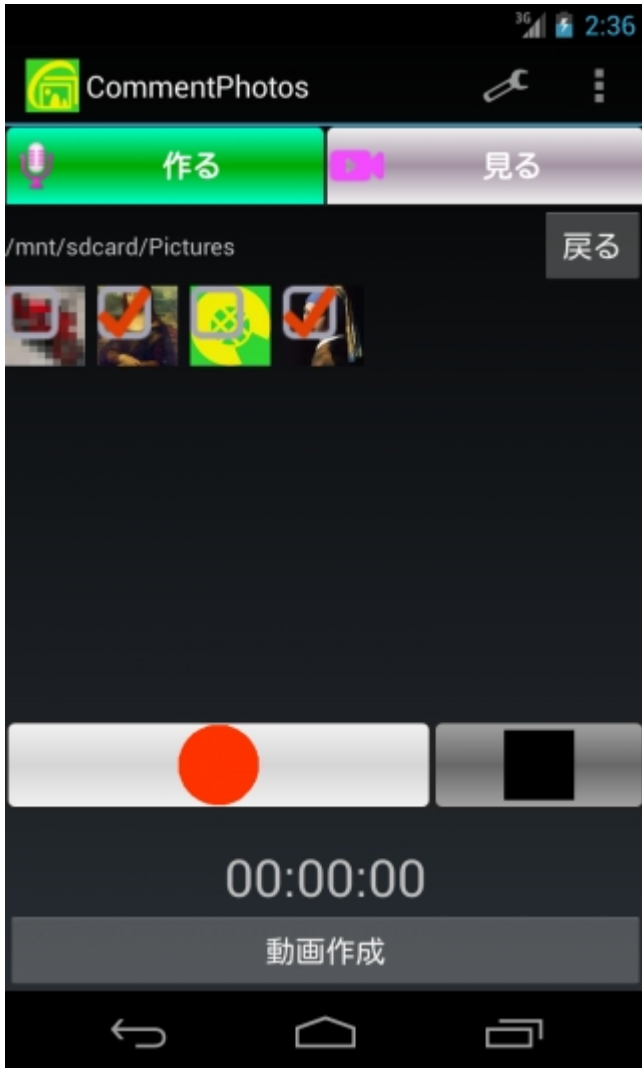 3G 2:36
CommentPhotos
作る 見る
/mnt/sdcard/Pictures 戻る
00:00:00
動画作成